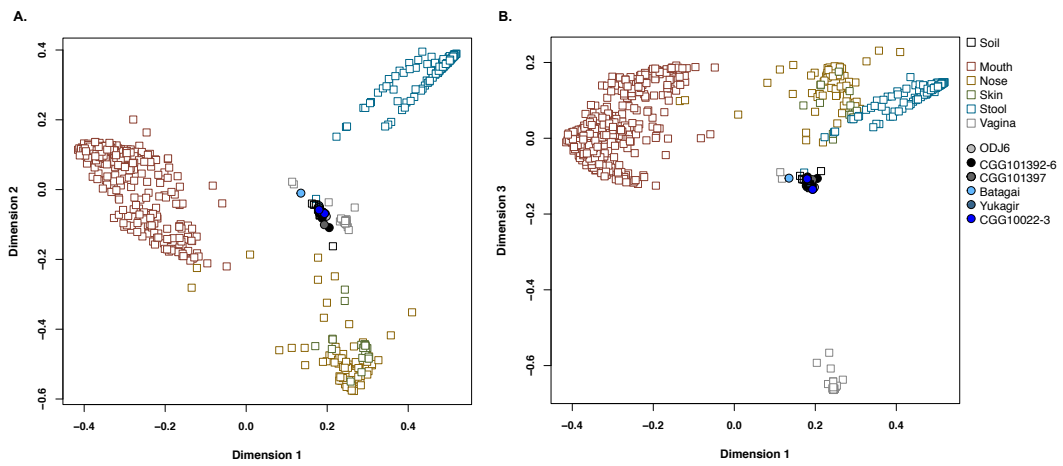 A.
B.
0.4
0.2
0.0
−0.2
−0.4
−0.6
Dimension 2
−0.4
−0.2
0.0
0.2
0.4
Dimension 1
0.2
0.0
−0.2
−0.4
−0.6
Dimension 3
−0.4
−0.2
0.0
0.2
0.4
Dimension 1
Soil
Mouth
Nose
Skin
Stool
Vagina
ODJ6
CGG101392-6
CGG101397
Batagai
Yukagir
CGG10022-3